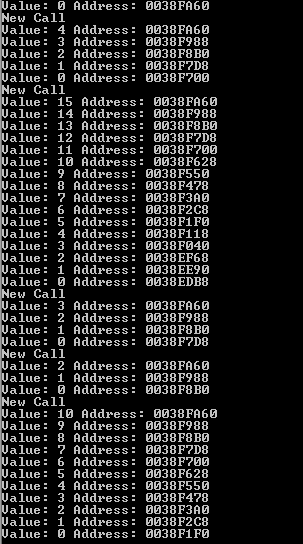 Value: 0 Address: 0038FA60
New Call
Value: 4 Address: 0038FA60
Value: 3 Address: 0038F988
Value: 2 Address: 0038F8B0
Value: 1 Address: 0038F7D8
Value: 0 Address: 0038F700
New Call
Value: 15 Address: 0038FA60
Value: 14 Address: 0038F988
Value: 13 Address: 0038F8B0
Value: 12 Address: 0038F7D8
Value: 11 Address: 0038F700
Value: 10 Address: 0038F628
Value: 9 Address: 0038F550
Value: 8 Address: 0038F478
Value: 7 Address: 0038F3A0
Value: 6 Address: 0038F2C8
Value: 5 Address: 0038F1F0
Value: 4 Address: 0038F118
Value: 3 Address: 0038F040
Value: 2 Address: 0038EF68
Value: 1 Address: 0038EE90
Value: 0 Address: 0038EDB8
New Call
Value: 3 Address: 0038FA60
Value: 2 Address: 0038F988
Value: 1 Address: 0038F8B0
Value: 0 Address: 0038F7D8
New Call
Value: 2 Address: 0038FA60
Value: 1 Address: 0038F988
Value: 0 Address: 0038F8B0
New Call
Value: 10 Address: 0038FA60
Value: 9 Address: 0038F988
Value: 8 Address: 0038F8B0
Value: 7 Address: 0038F7D8
Value: 6 Address: 0038F700
Value: 5 Address: 0038F628
Value: 4 Address: 0038F550
Value: 3 Address: 0038F478
Value: 2 Address: 0038F3A0
Value: 1 Address: 0038F2C8
Value: 0 Address: 0038F1F0